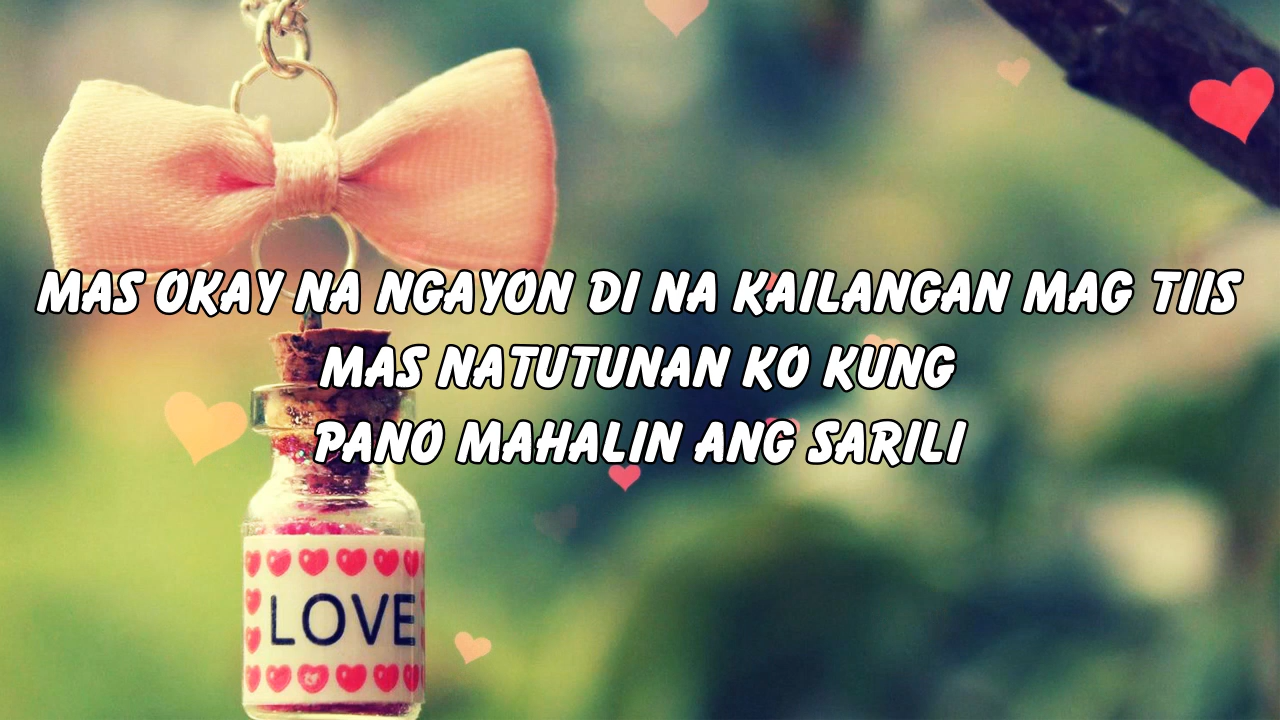 MAS OKAY NA NGAYON DI NA KAILANGAN MAG TIIS
MAS NATUTUNAN KO KUNG
PANO MAHALIN ANG SARILI
LOVE